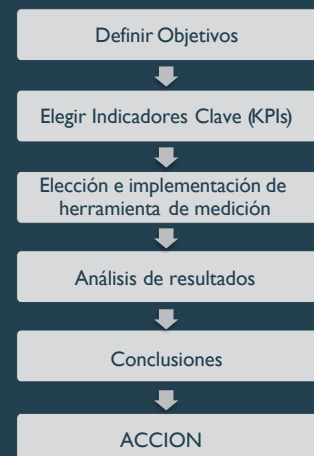 Definir Objetivos
Elegir Indicadores Clave (KPIs)
Elección e implementación de
herramienta de medición
Análisis de resultados
Conclusiones
ACCION